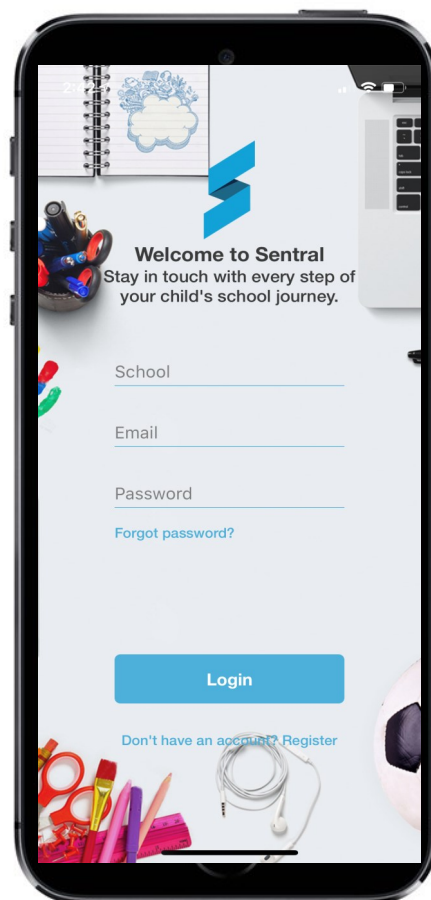 Welcome to Sentral
Stay in touch with every step of
your child's school journey.
School
Email
Password
Forgot password?
Login
Don't have an account? Register